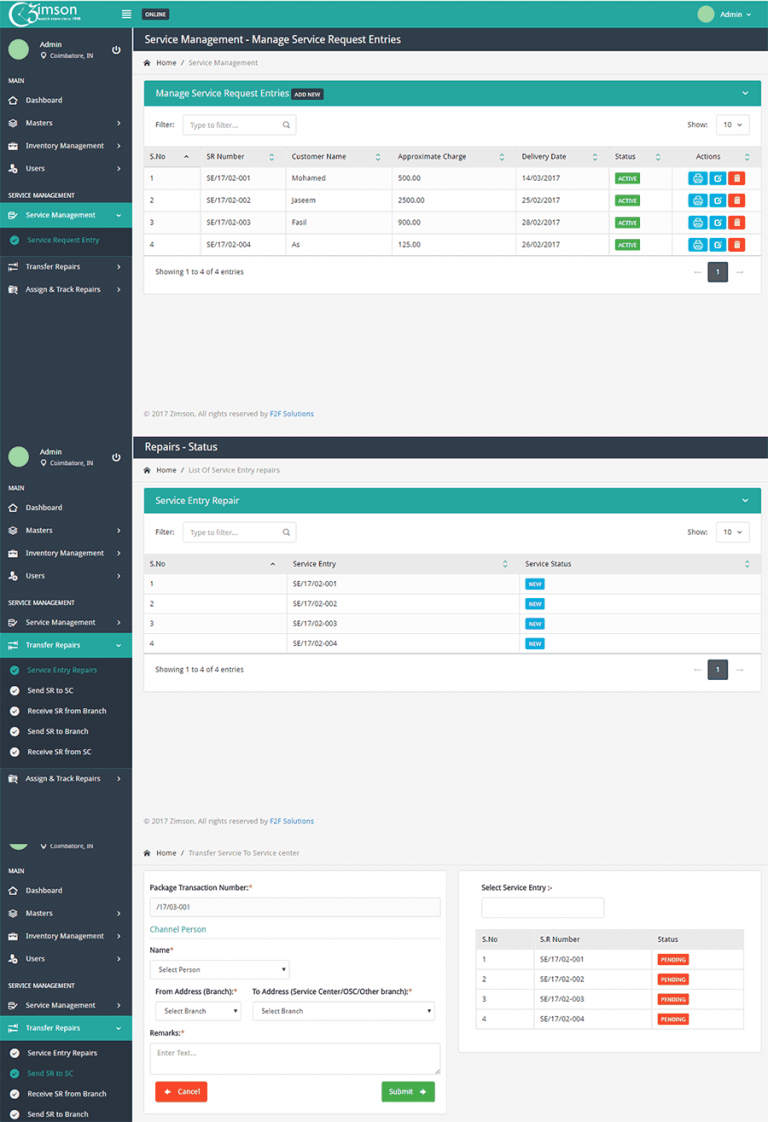 Zimson
watch store since 1948
ONLINE
Admin
Admin
Coimbatore, IN
MAIN
Dashboard
Masters
Inventory Management
Users
SERVICE MANAGEMENT
Service Management
Service Request Entry
Transfer Repairs
Assign & Track Repairs
Service Management - Manage Service Request Entries
Home / Service Management
Manage Service Request Entries ADD NEW
Filter: Type to filter... Show: 10
S.No SR Number Customer Name Approximate Charge Delivery Date Status Actions
1 SE/17/02-001 Mohamed 500.00 14/03/2017 ACTIVE
2 SE/17/02-002 Jaseem 2500.00 25/02/2017 ACTIVE
3 SE/17/02-003 Fasil 900.00 28/02/2017 ACTIVE
4 SE/17/02-004 As 125.00 26/02/2017 ACTIVE
Showing 1 to 4 of 4 entries ← 1 →
© 2017 Zimson. All rights reserved by F2F Solutions
Admin
Coimbatore, IN
MAIN
Dashboard
Masters
Inventory Management
Users
SERVICE MANAGEMENT
Service Management
Transfer Repairs
Service Entry Repairs
Send SR to SC
Receive SR from Branch
Send SR to Branch
Receive SR from SC
Assign & Track Repairs
Repairs - Status
Home / List Of Service Entry repairs
Service Entry Repair
Filter: Type to filter... Show: 10
S.No Service Entry Service Status
1 SE/17/02-001 NEW
2 SE/17/02-002 NEW
3 SE/17/02-003 NEW
4 SE/17/02-004 NEW
Showing 1 to 4 of 4 entries ← 1 →
© 2017 Zimson. All rights reserved by F2F Solutions
Coimbatore, IN
MAIN
Dashboard
Masters
Inventory Management
Users
SERVICE MANAGEMENT
Service Management
Transfer Repairs
Service Entry Repairs
Send SR to SC
Receive SR from Branch
Send SR to Branch
Home / Transfer Servcie To Service center
Package Transaction Number:*
/17/03-001
Channel Person
Name*
Select Person
From Address (Branch):* To Address (Service Center/OSC/Other branch):*
Select Branch Select Branch
Remarks:*
Enter Text...
← Cancel Submit →
Select Service Entry :-
S.No S.R Number Status
1 SE/17/02-001 PENDING
2 SE/17/02-002 PENDING
3 SE/17/02-003 PENDING
4 SE/17/02-004 PENDING